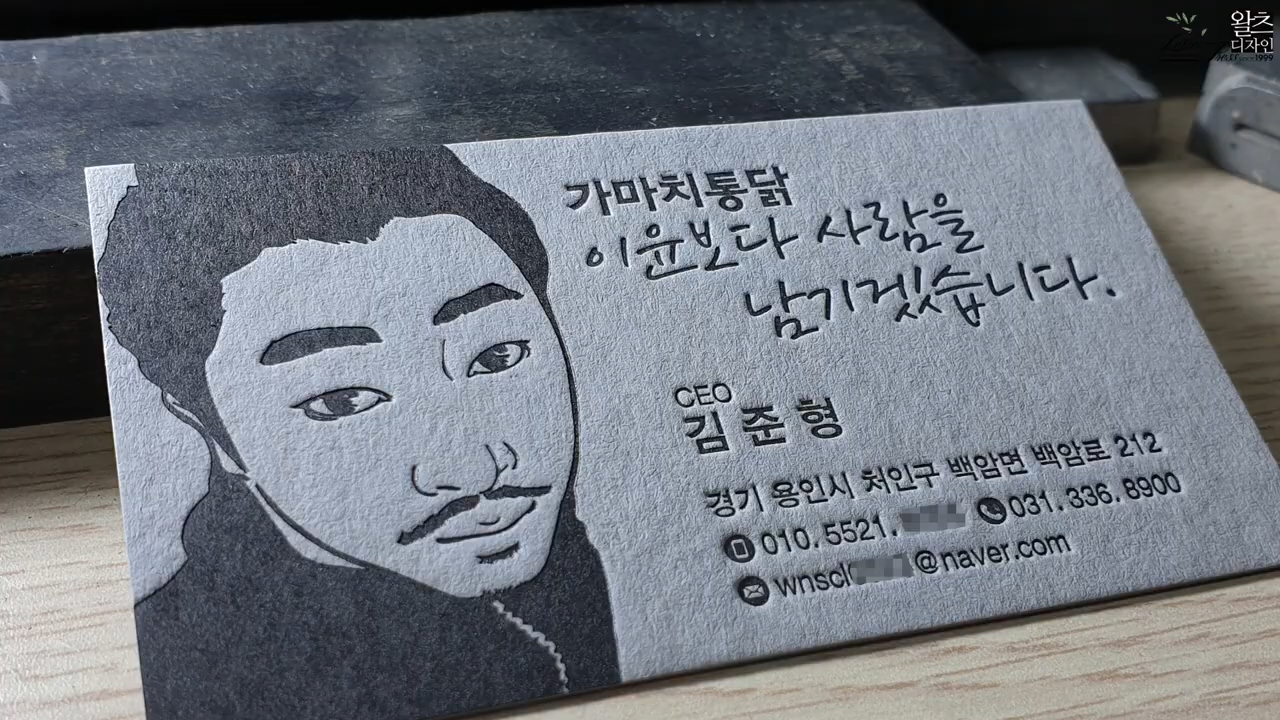 가마치통닭
이윤보다 사람을
남기겠습니다.
CEO
김준형
경기 용인시 처인구 백암면 백암로 212
010.5521. 031.336.8900
wnscl @naver.com
왈츠
디자인
since1999